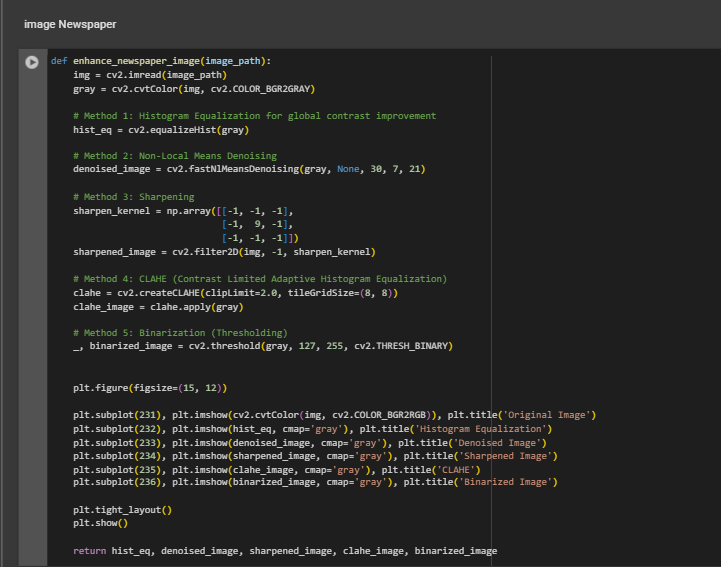 image Newspaper
def enhance_newspaper_image(image_path):
    img = cv2.imread(image_path)
    gray = cv2.cvtColor(img, cv2.COLOR_BGR2GRAY)
    # Method 1: Histogram Equalization for global contrast improvement
    hist_eq = cv2.equalizeHist(gray)
    # Method 2: Non-Local Means Denoising
    denoised_image = cv2.fastNlMeansDenoising(gray, None, 30, 7, 21)
    # Method 3: Sharpening
    sharpen_kernel = np.array([[-1, -1, -1],
                               [-1,  9, -1],
                               [-1, -1, -1]])
    sharpened_image = cv2.filter2D(img, -1, sharpen_kernel)
    # Method 4: CLAHE (Contrast Limited Adaptive Histogram Equalization)
    clahe = cv2.createCLAHE(clipLimit=2.0, tileGridSize=(8, 8))
    clahe_image = clahe.apply(gray)
    # Method 5: Binarization (Thresholding)
    _, binarized_image = cv2.threshold(gray, 127, 255, cv2.THRESH_BINARY)
    plt.figure(figsize=(15, 12))
    plt.subplot(231), plt.imshow(cv2.cvtColor(img, cv2.COLOR_BGR2RGB)), plt.title('Original Image')
    plt.subplot(232), plt.imshow(hist_eq, cmap='gray'), plt.title('Histogram Equalization')
    plt.subplot(233), plt.imshow(denoised_image, cmap='gray'), plt.title('Denoised Image')
    plt.subplot(234), plt.imshow(sharpened_image, cmap='gray'), plt.title('Sharpened Image')
    plt.subplot(235), plt.imshow(clahe_image, cmap='gray'), plt.title('CLAHE')
    plt.subplot(236), plt.imshow(binarized_image, cmap='gray'), plt.title('Binarized Image')
    plt.tight_layout()
    plt.show()
    return hist_eq, denoised_image, sharpened_image, clahe_image, binarized_image